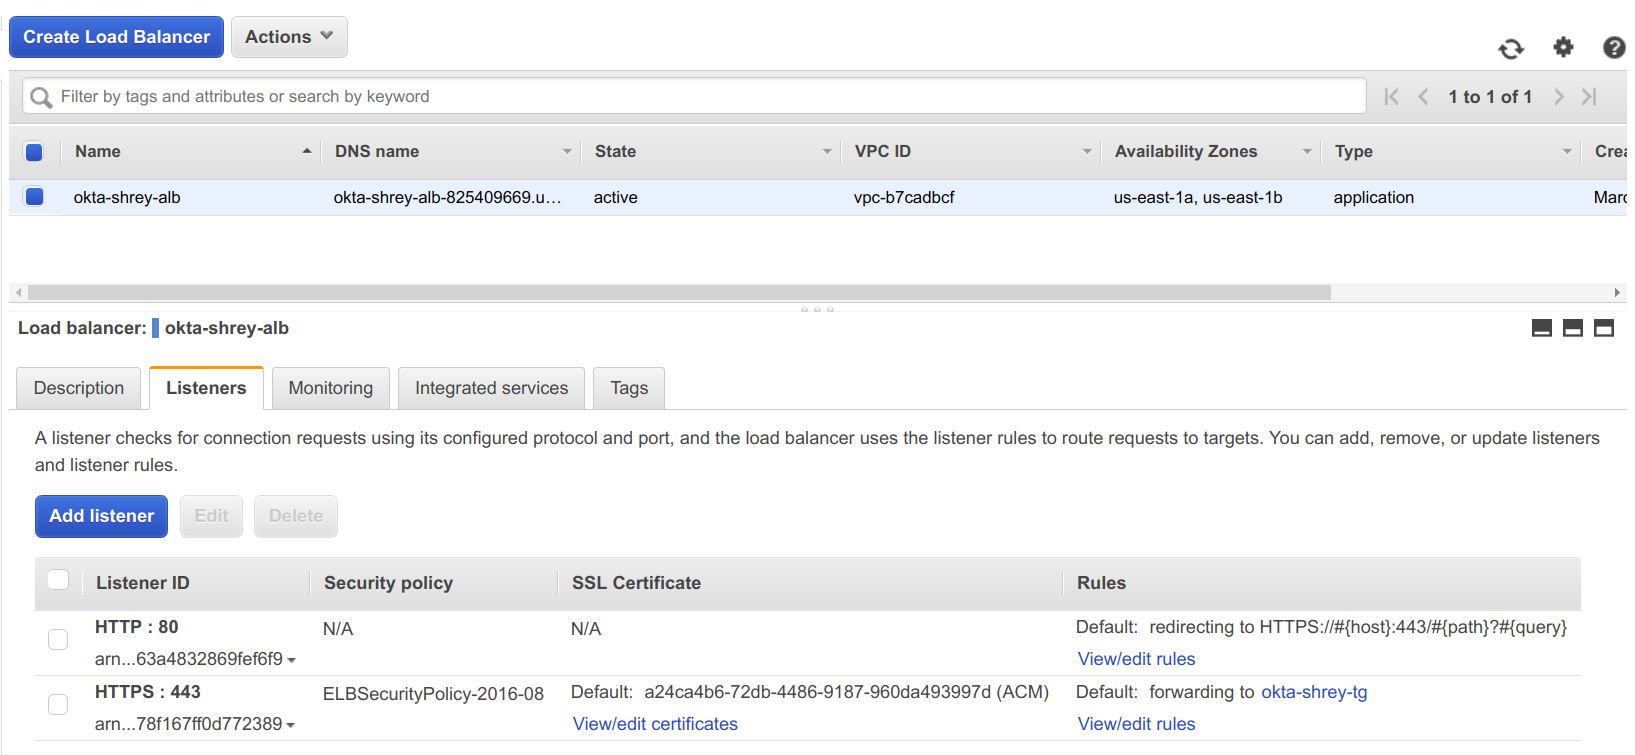 Create Load Balancer Actions
Filter by tags and attributes or search by keyword 1 to 1 of 1
Name DNS name State VPC ID Availability Zones Type Crea
okta-shrey-alb okta-shrey-alb-825409669.u… active vpc-b7cadbcf us-east-1a, us-east-1b application Marc
Load balancer: okta-shrey-alb
Description Listeners Monitoring Integrated services Tags
A listener checks for connection requests using its configured protocol and port, and the load balancer uses the listener rules to route requests to targets. You can add, remove, or update listeners
and listener rules.
Add listener Edit Delete
Listener ID Security policy SSL Certificate Rules
HTTP : 80 N/A N/A Default: redirecting to HTTPS://#{host}:443/#{path}?#{query}
arn...63a4832869fef6f9 View/edit rules
HTTPS : 443 ELBSecurityPolicy-2016-08 Default: a24ca4b6-72db-4486-9187-960da493997d (ACM) Default: forwarding to okta-shrey-tg
arn...78f167ff0d772389 View/edit certificates View/edit rules